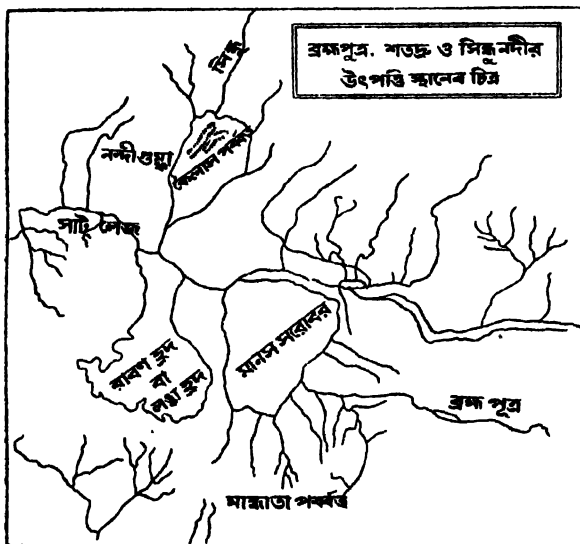 ব্রহ্মপুত্র. শতদ্রু ও সিন্ধুনদীর
উৎপত্তি স্থানের চিত্র
সিন্ধু
নন্দীগুম্ফা
কৈলাস পর্ব্বত
সাট্ লেজ
রাবণ হ্রদ
বা
লঙ্কা হ্রদ
মানস সরোবর
ব্রহ্ম পুত্র
মান্ধাতা পর্ব্বত